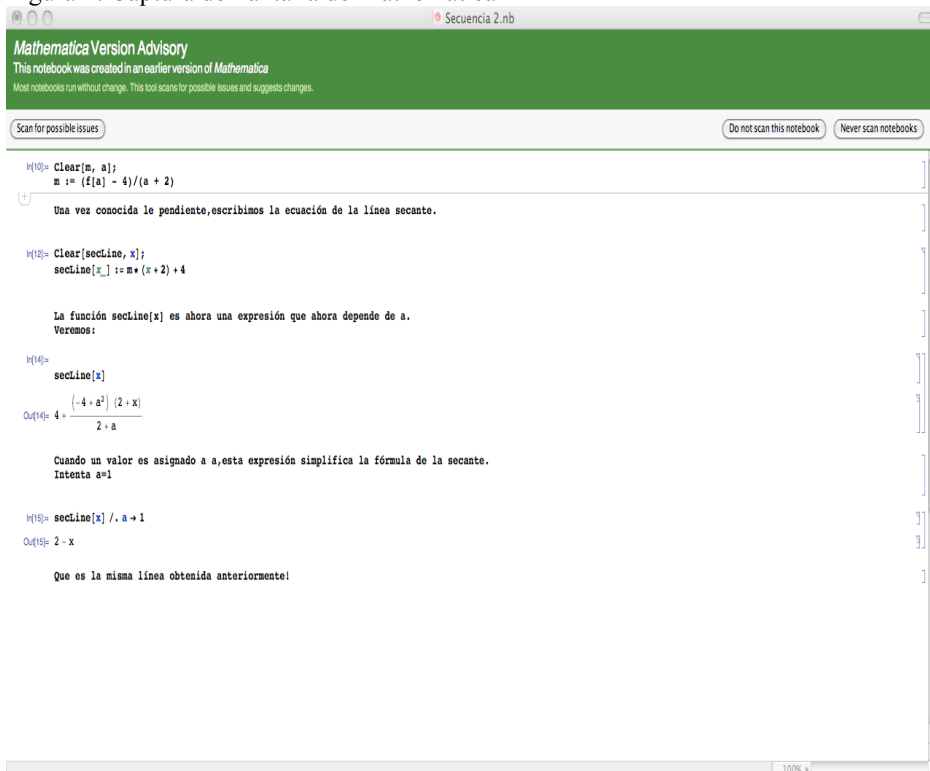 Secuencia 2.nb
Mathematica Version Advisory
This notebook was created in an earlier version of Mathematica
Most notebooks run without change. This tool scans for possible issues and suggests changes.
Scan for possible issues
Do not scan this notebook
Never scan notebooks
In[10]:= Clear[m, a];
m := (f[a] - 4)/(a + 2)
Una vez conocida le pendiente,escribimos la ecuación de la línea secante.
In[12]:= Clear[secLine, x];
secLine[x_] := m * (x + 2) + 4
La función secLine[x] es ahora una expresión que ahora depende de a.
Veremos:
In[14]:=
secLine[x]
Out[14]= 4 + ((-4 + a²) (2 + x))/(2 + a)
Cuando un valor es asignado a a,esta expresión simplifica la fórmula de la secante.
Intenta a=1
In[15]:= secLine[x] /. a → 1
Out[15]= 2 - x
Que es la misma línea obtenida anteriormente!
100%